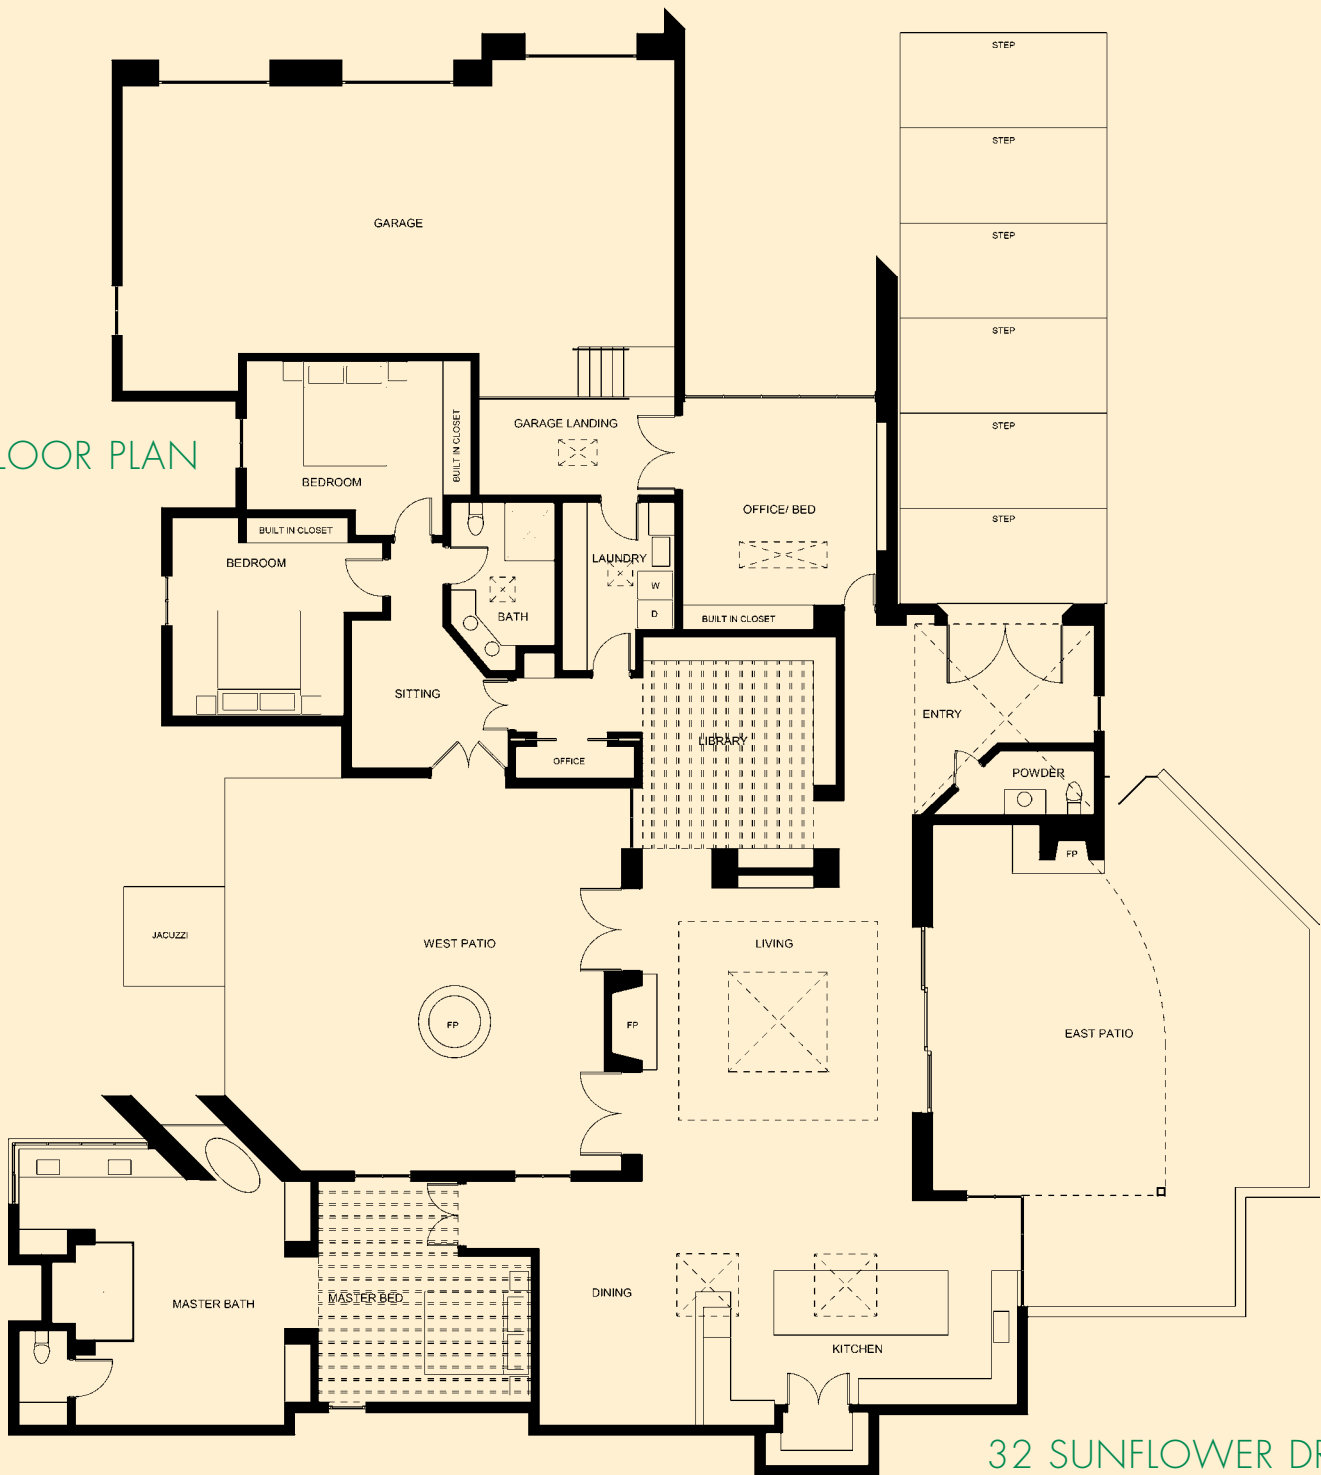 STEP
STEP
STEP
STEP
STEP
STEP
GARAGE
GARAGE LANDING
BUILT IN CLOSET
LOOR PLAN
BEDROOM
OFFICE/ BED
BUILT IN CLOSET
BEDROOM
LAUNDRY
W
D
BATH
BUILT IN CLOSET
SITTING
ENTRY
LIBRARY
OFFICE
POWDER
FP
JACUZZI
WEST PATIO
LIVING
FP
FP
EAST PATIO
MASTER BATH
MASTER BED
DINING
KITCHEN
32 SUNFLOWER DR